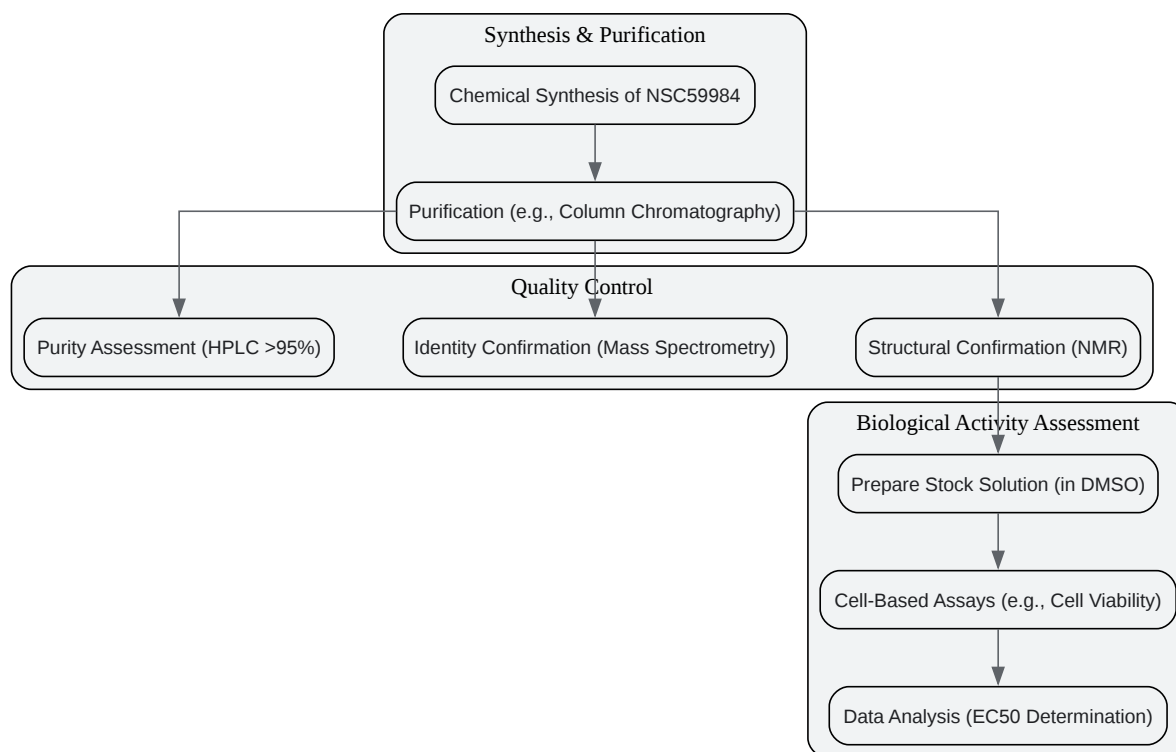 Synthesis & Purification
Chemical Synthesis of NSC59984
Purification (e.g., Column Chromatography)
Quality Control
Purity Assessment (HPLC >95%)
Identity Confirmation (Mass Spectrometry)
Structural Confirmation (NMR)
Biological Activity Assessment
Prepare Stock Solution (in DMSO)
Cell-Based Assays (e.g., Cell Viability)
Data Analysis (EC50 Determination)